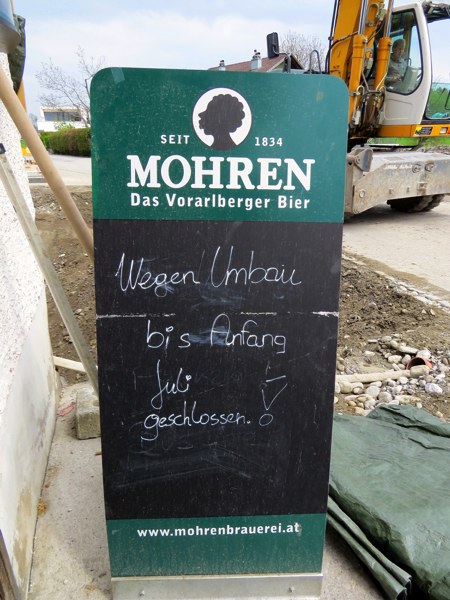 SEIT 1834
MOHREN
Das Vorarlberger Bier
Wegen Umbau
bis Anfang
Juli
geschlossen.!
www.mohrenbrauerei.at